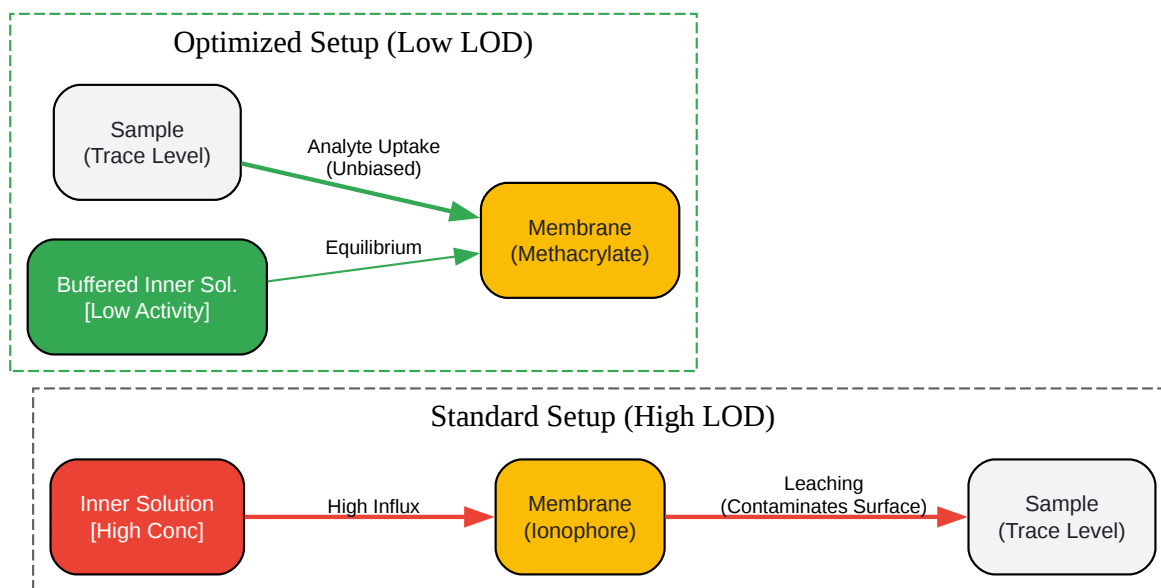 Optimized Setup (Low LOD)
Sample
(Trace Level)
Analyte Uptake
(Unbiased)
Membrane
(Methacrylate)
Equilibrium
Buffered Inner Sol.
[Low Activity]
Standard Setup (High LOD)
Inner Solution
[High Conc]
High Influx
Membrane
(Ionophore)
Leaching
(Contaminates Surface)
Sample
(Trace Level)